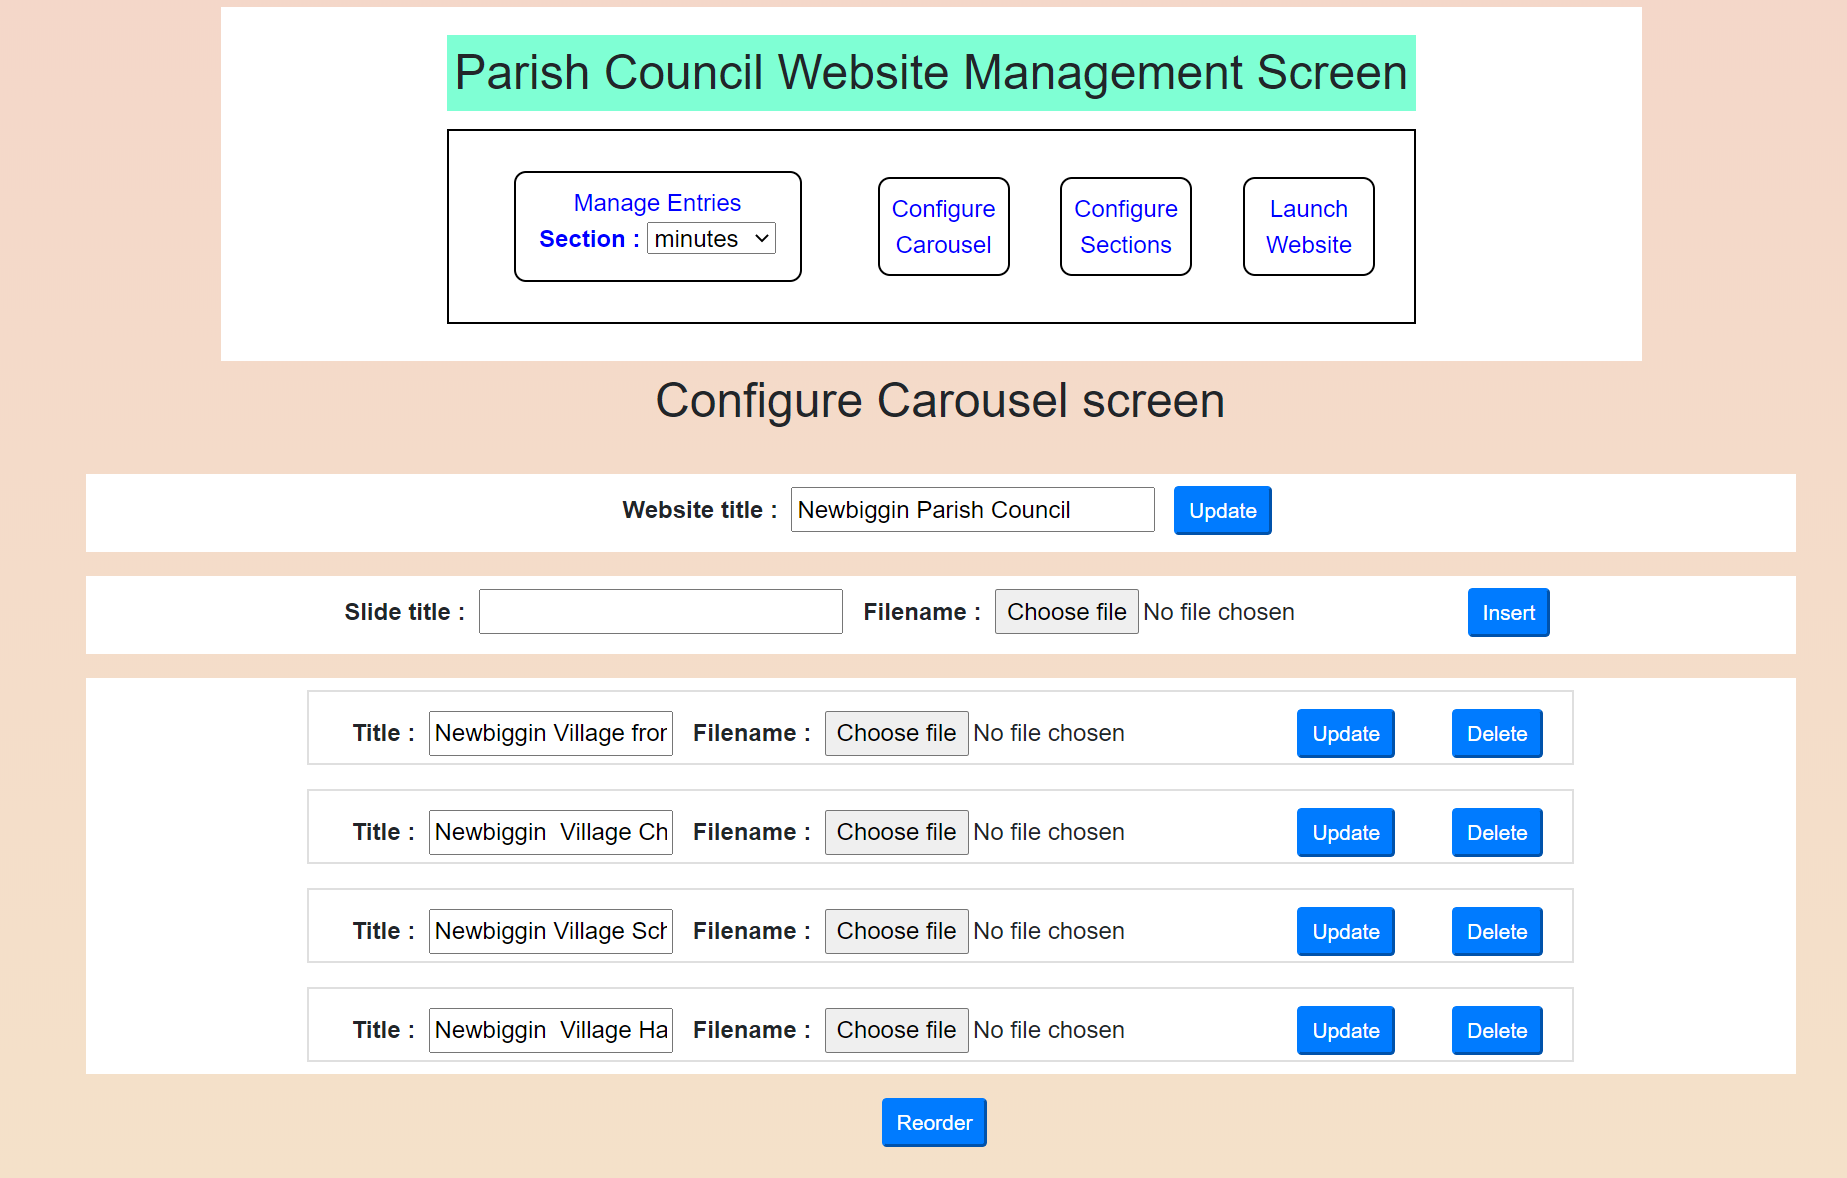 Parish Council Website Management Screen
Manage Entries
Section : minutes
Configure
Carousel
Configure
Sections
Launch
Website
Configure Carousel screen
Website title : Newbiggin Parish Council Update
Slide title : Filename : Choose file No file chosen Insert
Title : Newbiggin Village fror Filename : Choose file No file chosen Update Delete
Title : Newbiggin  Village Ch Filename : Choose file No file chosen Update Delete
Title : Newbiggin Village Sch Filename : Choose file No file chosen Update Delete
Title : Newbiggin  Village Ha Filename : Choose file No file chosen Update Delete
Reorder